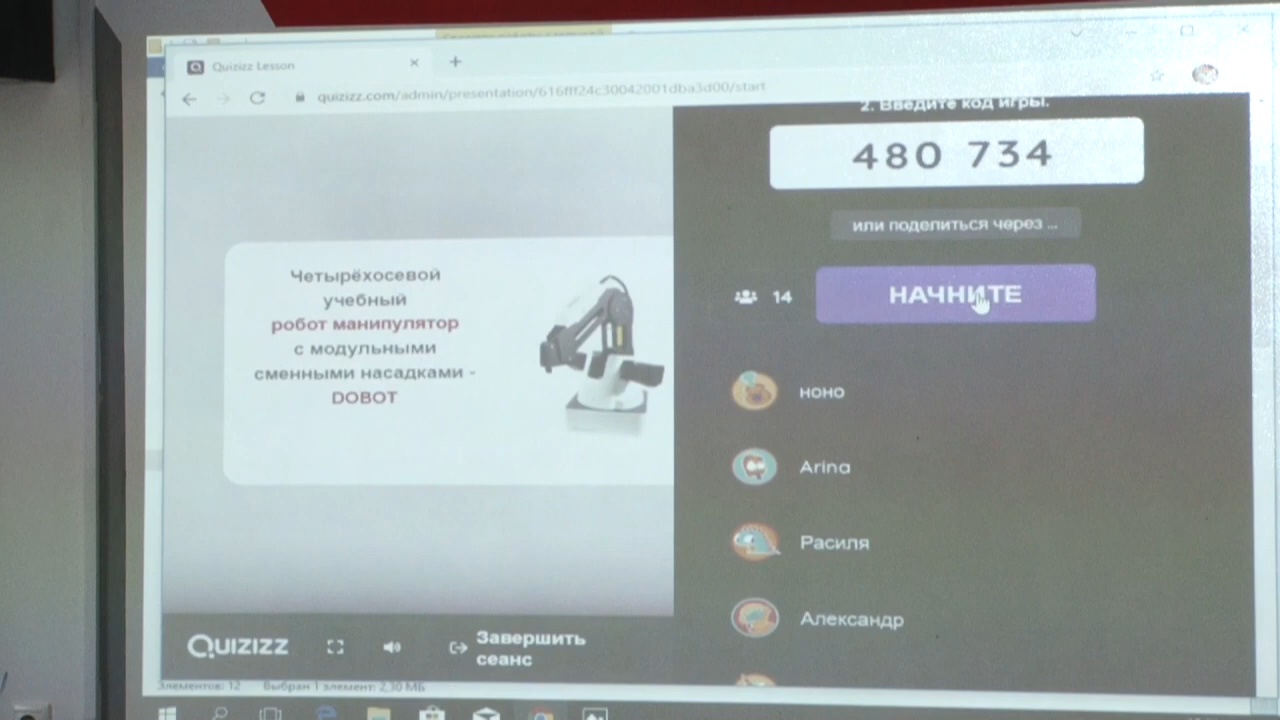 Quizizz Lesson
quizizz.com/admin/presentation/616fff24c30042001dba3d00/start
2. Введите код игры.
480 734
или поделиться через ...
14
НАЧНИТЕ
Четырёхосевой
учебный
робот манипулятор
с модульными
сменными насадками -
DOBOT
ноно
Arina
Расиля
Александр
QUIZIZZ
Завершить
сеанс
Элементов: 12 Выбран 1 элемент: 2,30 МБ